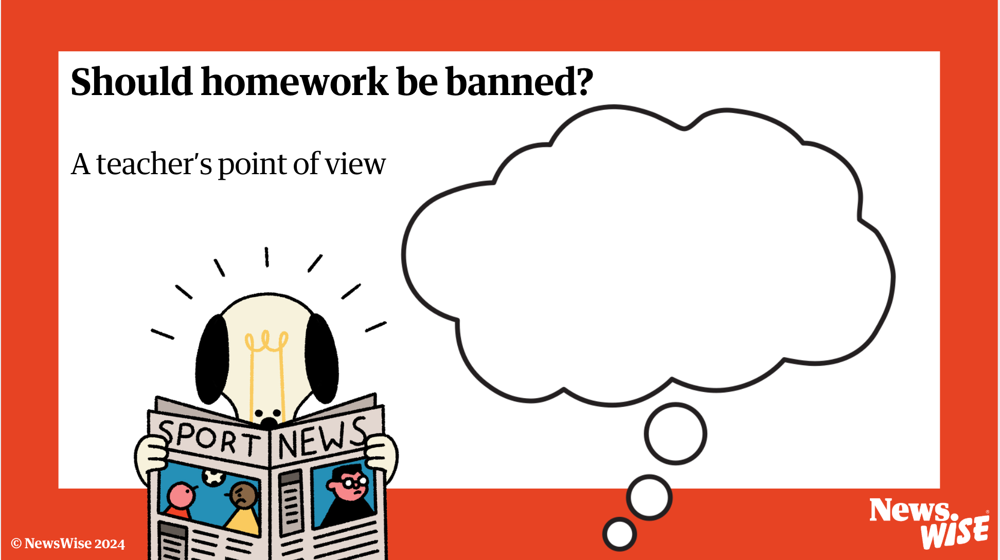 Should homework be banned?
A teacher’s point of view
SPORT NEWS
© NewsWise 2024
News.
WISE®